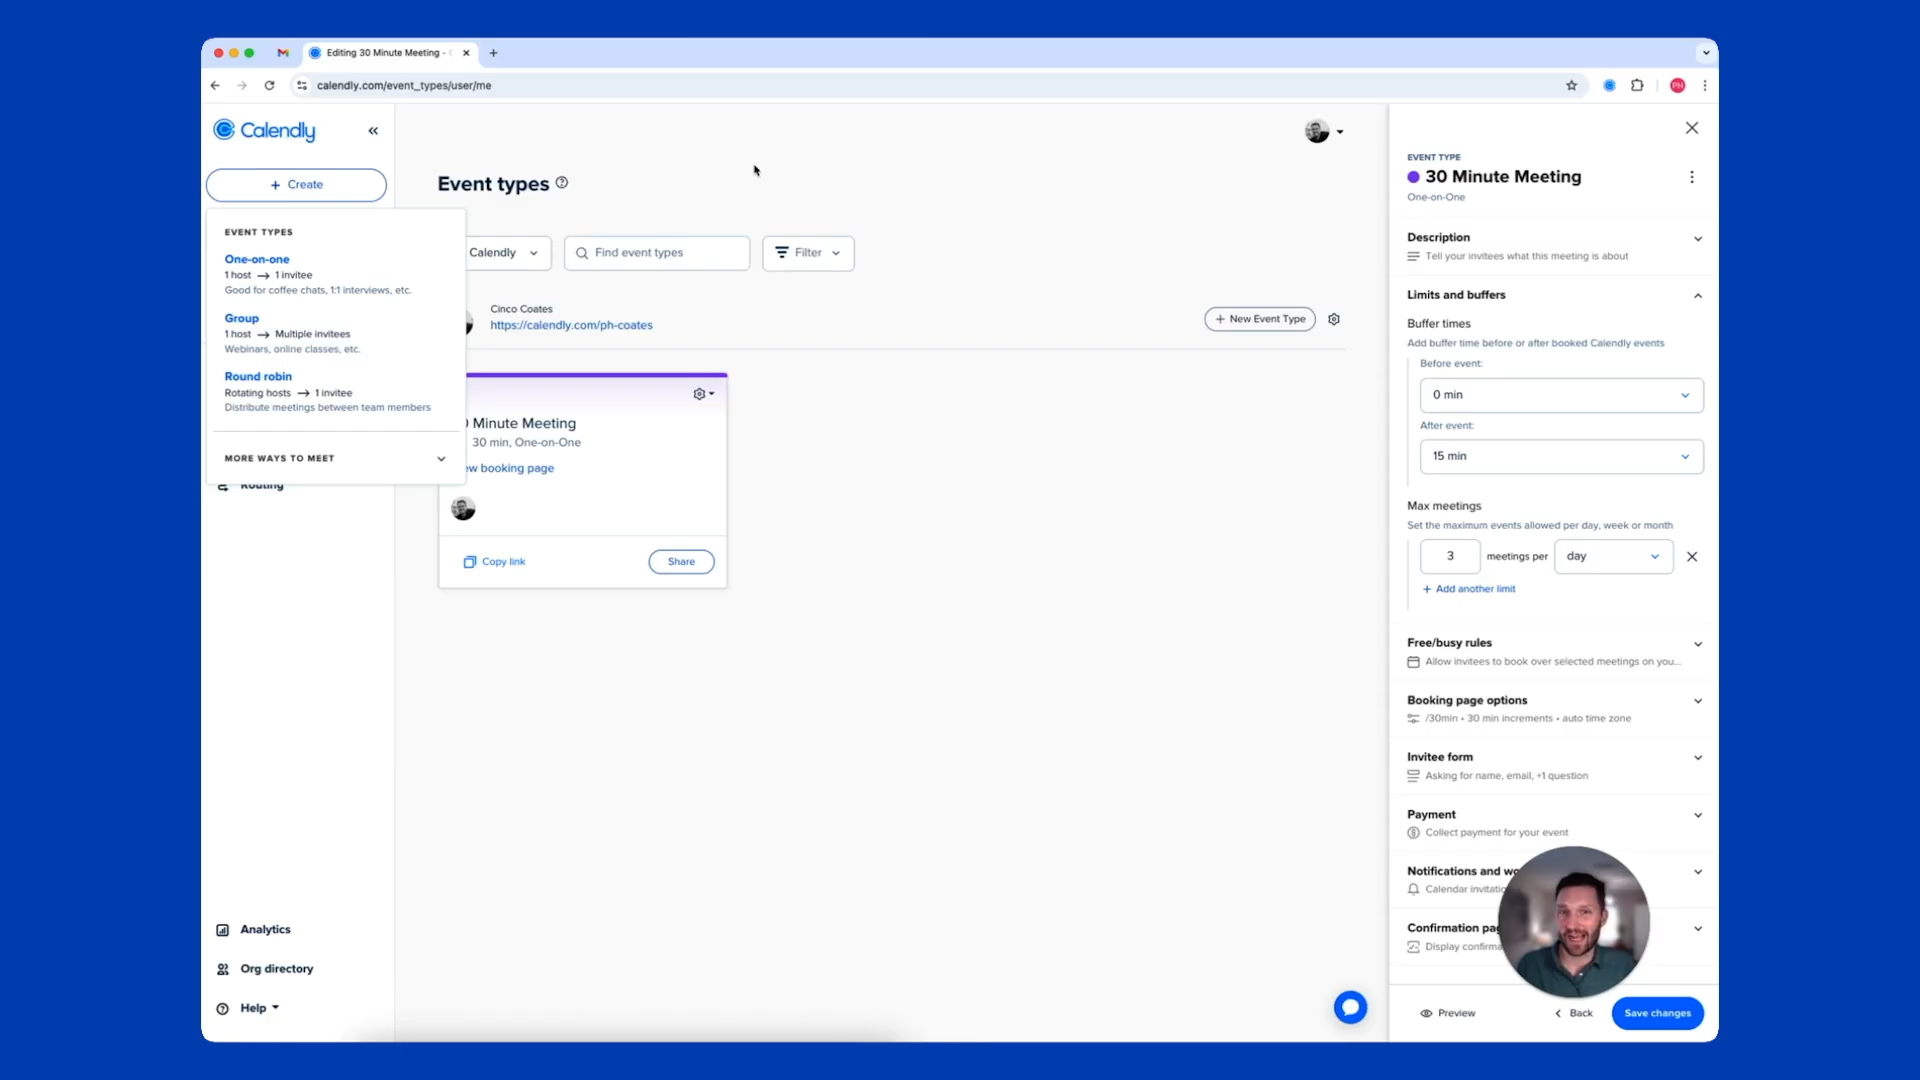 Editing 30 Minute Meeting -
calendly.com/event_types/user/me
PH
Calendly
+ Create
EVENT TYPES
One-on-one
1 host → 1 invitee
Good for coffee chats, 1:1 interviews, etc.
Group
1 host → Multiple invitees
Webinars, online classes, etc.
Round robin
Rotating hosts → 1 invitee
Distribute meetings between team members
MORE WAYS TO MEET
Routing
Analytics
Org directory
Help
Event types
Calendly
Find event types
Filter
Cinco Coates
https://calendly.com/ph-coates
+ New Event Type
Minute Meeting
30 min, One-on-One
booking page
Copy link
Share
EVENT TYPE
30 Minute Meeting
One-on-One
Description
Tell your invitees what this meeting is about
Limits and buffers
Buffer times
Add buffer time before or after booked Calendly events
Before event:
0 min
After event:
15 min
Max meetings
Set the maximum events allowed per day, week or month
3 meetings per day
+ Add another limit
Free/busy rules
Allow invitees to book over selected meetings on you...
Booking page options
/30min • 30 min increments • auto time zone
Invitee form
Asking for name, email, +1 question
Payment
Collect payment for your event
Notifications and
Calendar
Confirmation
Display
Preview
Back
Save changes